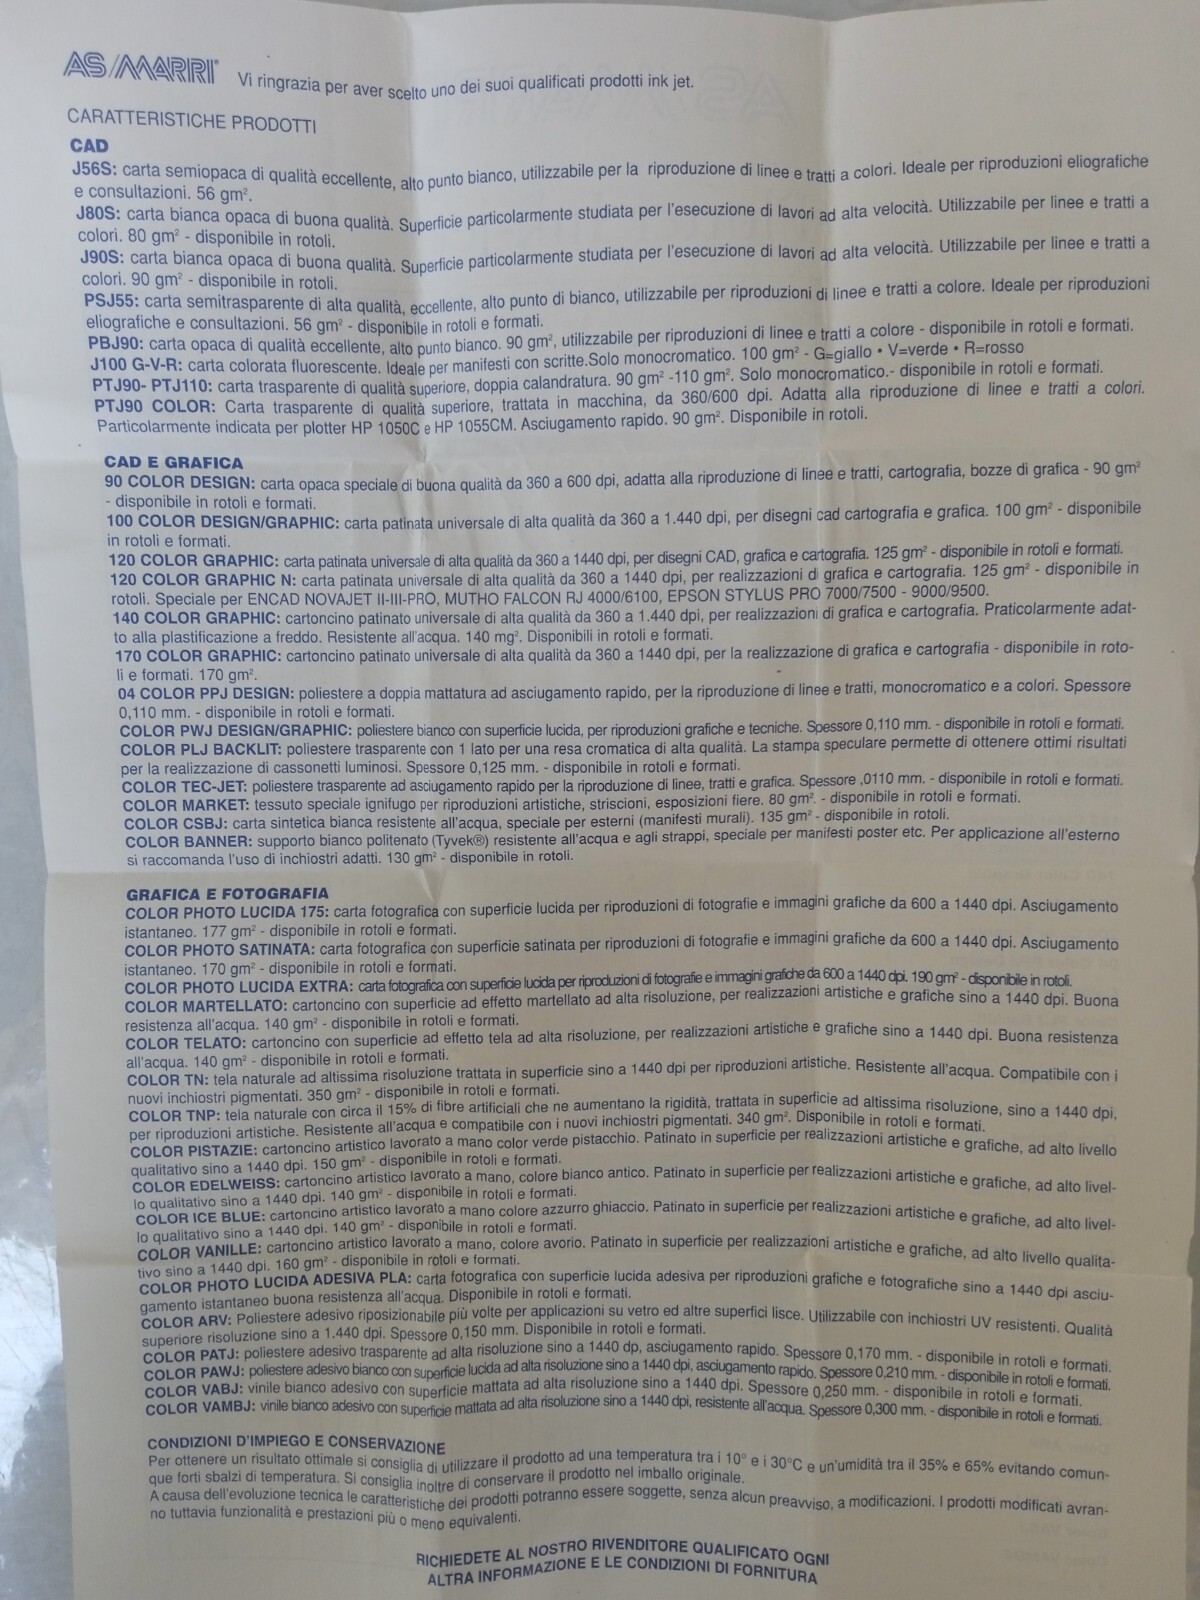 AS/MARRI® Vi ringrazia per aver scelto uno dei suoi qualificati prodotti ink jet.
CARATTERISTICHE PRODOTTI
CAD
J56S: carta semiopaca di qualità eccellente, alto punto bianco, utilizzabile per la riproduzione di linee e tratti a colori. Ideale per riproduzioni eliografiche
e consultazioni. 56 gm².
J80S: carta bianca opaca di buona qualità. Superficie particolarmente studiata per l'esecuzione di lavori ad alta velocità. Utilizzabile per linee e tratti a
colori. 80 gm² - disponibile in rotoli.
J90S: carta bianca opaca di buona qualità. Superficie particolarmente studiata per l'esecuzione di lavori ad alta velocità. Utilizzabile per linee e tratti a
colori. 90 gm² - disponibile in rotoli.
PSJ55: carta semitrasparente di alta qualità, eccellente, alto punto di bianco, utilizzabile per riproduzioni di linee e tratti a colore. Ideale per riproduzioni
eliografiche e consultazioni. 56 gm² - disponibile in rotoli e formati.
PBJ90: carta opaca di qualità eccellente, alto punto bianco. 90 gm², utilizzabile per riproduzioni di linee e tratti a colore - disponibile in rotoli e formati.
J100 G-V-R: carta colorata fluorescente. Ideale per manifesti con scritte.Solo monocromatico. 100 gm² - G=giallo • V=verde • R=rosso
PTJ90- PTJ110: carta trasparente di qualità superiore, doppia calandratura. 90 gm² -110 gm². Solo monocromatico.- disponibile in rotoli e formati.
PTJ90 COLOR: Carta trasparente di qualità superiore, trattata in macchina, da 360/600 dpi. Adatta alla riproduzione di linee e tratti a colori.
Particolarmente indicata per plotter HP 1050C e HP 1055CM. Asciugamento rapido. 90 gm². Disponibile in rotoli.
CAD E GRAFICA
90 COLOR DESIGN: carta opaca speciale di buona qualità da 360 a 600 dpi, adatta alla riproduzione di linee e tratti, cartografia, bozze di grafica - 90 gm²
- disponibile in rotoli e formati.
100 COLOR DESIGN/GRAPHIC: carta patinata universale di alta qualità da 360 a 1.440 dpi, per disegni cad cartografia e grafica. 100 gm² - disponibile
in rotoli e formati.
120 COLOR GRAPHIC: carta patinata universale di alta qualità da 360 a 1440 dpi, per disegni CAD, grafica e cartografia. 125 gm² - disponibile in rotoli e formati.
120 COLOR GRAPHIC N: carta patinata universale di alta qualità da 360 a 1440 dpi, per realizzazioni di grafica e cartografia. 125 gm² - disponibile in
rotoli. Speciale per ENCAD NOVAJET II-III-PRO, MUTHO FALCON RJ 4000/6100, EPSON STYLUS PRO 7000/7500 - 9000/9500.
140 COLOR GRAPHIC: cartoncino patinato universale di alta qualità da 360 a 1.440 dpi, per realizzazioni di grafica e cartografia. Praticolarmente adat-
to alla plastificazione a freddo. Resistente all'acqua. 140 mg². Disponibili in rotoli e formati.
170 COLOR GRAPHIC: cartoncino patinato universale di alta qualità da 360 a 1440 dpi, per la realizzazione di grafica e cartografia - disponibile in roto-
li e formati. 170 gm².
04 COLOR PPJ DESIGN: poliestere a doppia mattatura ad asciugamento rapido, per la riproduzione di linee e tratti, monocromatico e a colori. Spessore
0,110 mm. - disponibile in rotoli e formati.
COLOR PWJ DESIGN/GRAPHIC: poliestere bianco con superficie lucida, per riproduzioni grafiche e tecniche. Spessore 0,110 mm. - disponibile in rotoli e formati.
COLOR PLJ BACKLIT: poliestere trasparente con 1 lato per una resa cromatica di alta qualità. La stampa speculare permette di ottenere ottimi risultati
per la realizzazione di cassonetti luminosi. Spessore 0,125 mm. - disponibile in rotoli e formati.
COLOR TEC-JET: poliestere trasparente ad asciugamento rapido per la riproduzione di linee, tratti e grafica. Spessore ,0110 mm. - disponibile in rotoli e formati.
COLOR MARKET: tessuto speciale ignifugo per riproduzioni artistiche, striscioni, esposizioni fiere. 80 gm². - disponibile in rotoli e formati.
COLOR CSBJ: carta sintetica bianca resistente all'acqua, speciale per esterni (manifesti murali). 135 gm² - disponibile in rotoli.
COLOR BANNER: supporto bianco politenato (Tyvek®) resistente all'acqua e agli strappi, speciale per manifesti poster etc. Per applicazione all'esterno
si raccomanda l'uso di inchiostri adatti. 130 gm² - disponibile in rotoli.
GRAFICA E FOTOGRAFIA
COLOR PHOTO LUCIDA 175: carta fotografica con superficie lucida per riproduzioni di fotografie e immagini grafiche da 600 a 1440 dpi. Asciugamento
istantaneo. 177 gm² - disponibile in rotoli e formati.
COLOR PHOTO SATINATA: carta fotografica con superficie satinata per riproduzioni di fotografie e immagini grafiche da 600 a 1440 dpi. Asciugamento
istantaneo. 170 gm² - disponibile in rotoli e formati.
COLOR PHOTO LUCIDA EXTRA: carta fotografica con superficie lucida per riproduzioni di fotografie e immagini grafiche da 600 a 1440 dpi. 190 gm² - disponibile in rotoli.
COLOR MARTELLATO: cartoncino con superficie ad effetto martellato ad alta risoluzione, per realizzazioni artistiche e grafiche sino a 1440 dpi. Buona
resistenza all'acqua. 140 gm² - disponibile in rotoli e formati.
COLOR TELATO: cartoncino con superficie ad effetto tela ad alta risoluzione, per realizzazioni artistiche e grafiche sino a 1440 dpi. Buona resistenza
all'acqua. 140 gm² - disponibile in rotoli e formati.
COLOR TN: tela naturale ad altissima risoluzione trattata in superficie sino a 1440 dpi per riproduzioni artistiche. Resistente all'acqua. Compatibile con i
nuovi inchiostri pigmentati. 350 gm² - disponibile in rotoli e formati.
COLOR TNP: tela naturale con circa il 15% di fibre artificiali che ne aumentano la rigidità, trattata in superficie ad altissima risoluzione, sino a 1440 dpi,
per riproduzioni artistiche. Resistente all'acqua e compatibile con i nuovi inchiostri pigmentati. 340 gm². Disponibile in rotoli e formati.
COLOR PISTAZIE: cartoncino artistico lavorato a mano color verde pistacchio. Patinato in superficie per realizzazioni artistiche e grafiche, ad alto livello
qualitativo sino a 1440 dpi. 150 gm² - disponibile in rotoli e formati.
COLOR EDELWEISS: cartoncino artistico lavorato a mano, colore bianco antico. Patinato in superficie per realizzazioni artistiche e grafiche, ad alto livel-
lo qualitativo sino a 1440 dpi. 140 gm² - disponibile in rotoli e formati.
COLOR ICE BLUE: cartoncino artistico lavorato a mano colore azzurro ghiaccio. Patinato in superficie per realizzazioni artistiche e grafiche, ad alto livel-
lo qualitativo sino a 1440 dpi. 140 gm² - disponibile in rotoli e formati.
COLOR VANILLE: cartoncino artistico lavorato a mano, colore avorio. Patinato in superficie per realizzazioni artistiche e grafiche, ad alto livello qualita-
tivo sino a 1440 dpi. 160 gm² - disponibile in rotoli e formati.
COLOR PHOTO LUCIDA ADESIVA PLA: carta fotografica con superficie lucida adesiva per riproduzioni grafiche e fotografiche sino a 1440 dpi asciu-
gamento istantaneo buona resistenza all'acqua. Disponibile in rotoli e formati.
COLOR ARV: Poliestere adesivo riposizionabile più volte per applicazioni su vetro ed altre superfici lisce. Utilizzabile con inchiostri UV resistenti. Qualità
superiore risoluzione sino a 1.440 dpi. Spessore 0,150 mm. Disponibile in rotoli e formati.
COLOR PATJ: poliestere adesivo trasparente ad alta risoluzione sino a 1440 dp, asciugamento rapido. Spessore 0,170 mm. - disponibile in rotoli e formati.
COLOR PAWJ: poliestere adesivo bianco con superficie lucida ad alta risoluzione sino a 1440 dpi, asciugamento rapido. Spessore 0,210 mm. - disponibile in rotoli e formati.
COLOR VABJ: vinile bianco adesivo con superficie mattata ad alta risoluzione sino a 1440 dpi. Spessore 0,250 mm. - disponibile in rotoli e formati.
COLOR VAMBJ: vinile bianco adesivo con superficie mattata ad alta risoluzione sino a 1440 dpi, resistente all'acqua. Spessore 0,300 mm. - disponibile in rotoli e formati.
CONDIZIONI D'IMPIEGO E CONSERVAZIONE
Per ottenere un risultato ottimale si consiglia di utilizzare il prodotto ad una temperatura tra i 10° e i 30°C e un'umidità tra il 35% e 65% evitando comun-
que forti sbalzi di temperatura. Si consiglia inoltre di conservare il prodotto nel imballo originale.
A causa dell'evoluzione tecnica le caratteristiche dei prodotti potranno essere soggette, senza alcun preavviso, a modificazioni. I prodotti modificati avran-
no tuttavia funzionalità e prestazioni più o meno equivalenti.
RICHIEDETE AL NOSTRO RIVENDITORE QUALIFICATO OGNI
ALTRA INFORMAZIONE E LE CONDIZIONI DI FORNITURA